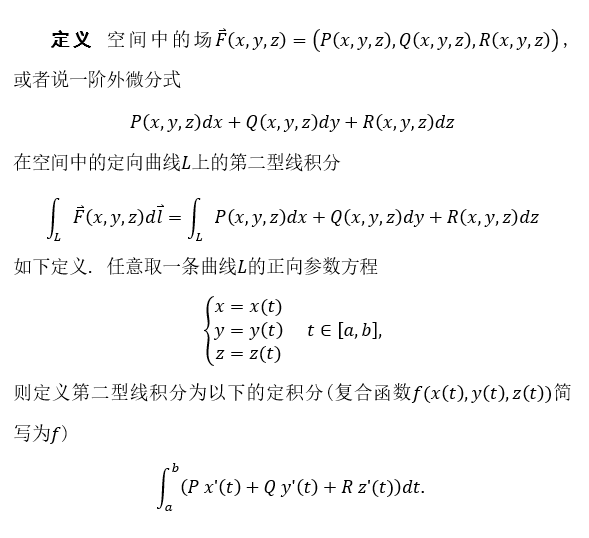 定义 空间中的场F⃗(x,y,z) = (P(x,y,z),Q(x,y,z),R(x,y,z)),
或者说一阶外微分式
P(x,y,z)dx + Q(x,y,z)dy + R(x,y,z)dz
在空间中的定向曲线L上的第二型线积分
∫_L F⃗(x,y,z)dl⃗ = ∫_L P(x,y,z)dx + Q(x,y,z)dy + R(x,y,z)dz
如下定义. 任意取一条曲线L的正向参数方程
{x = x(t)
y = y(t) t ∈ [a,b],
z = z(t)
则定义第二型线积分为以下的定积分(复合函数f(x(t),y(t),z(t))简
写为f)
∫_a^b (P x'(t) + Q y'(t) + R z'(t))dt.